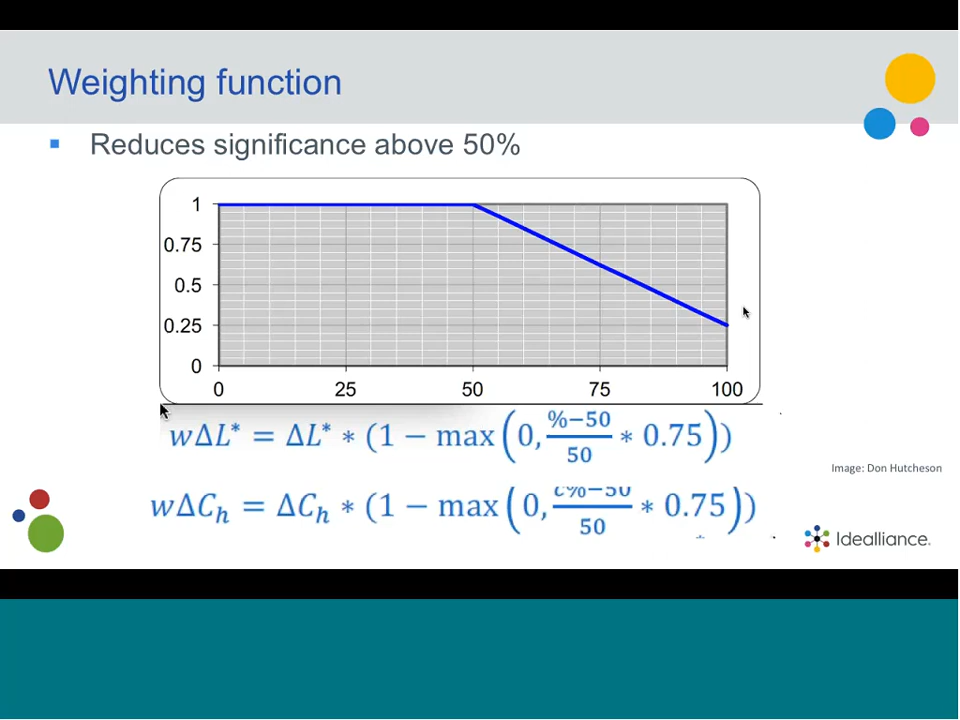 Weighting function
▪ Reduces significance above 50%
1
0.75
0.5
0.25
0
0 25 50 75 100
wΔL* = ΔL* * (1 − max(0, %−50/50 * 0.75))
Image: Don Hutcheson
wΔCₕ = ΔCₕ * (1 − max(0, c%−50/50 * 0.75))
Idealliance.